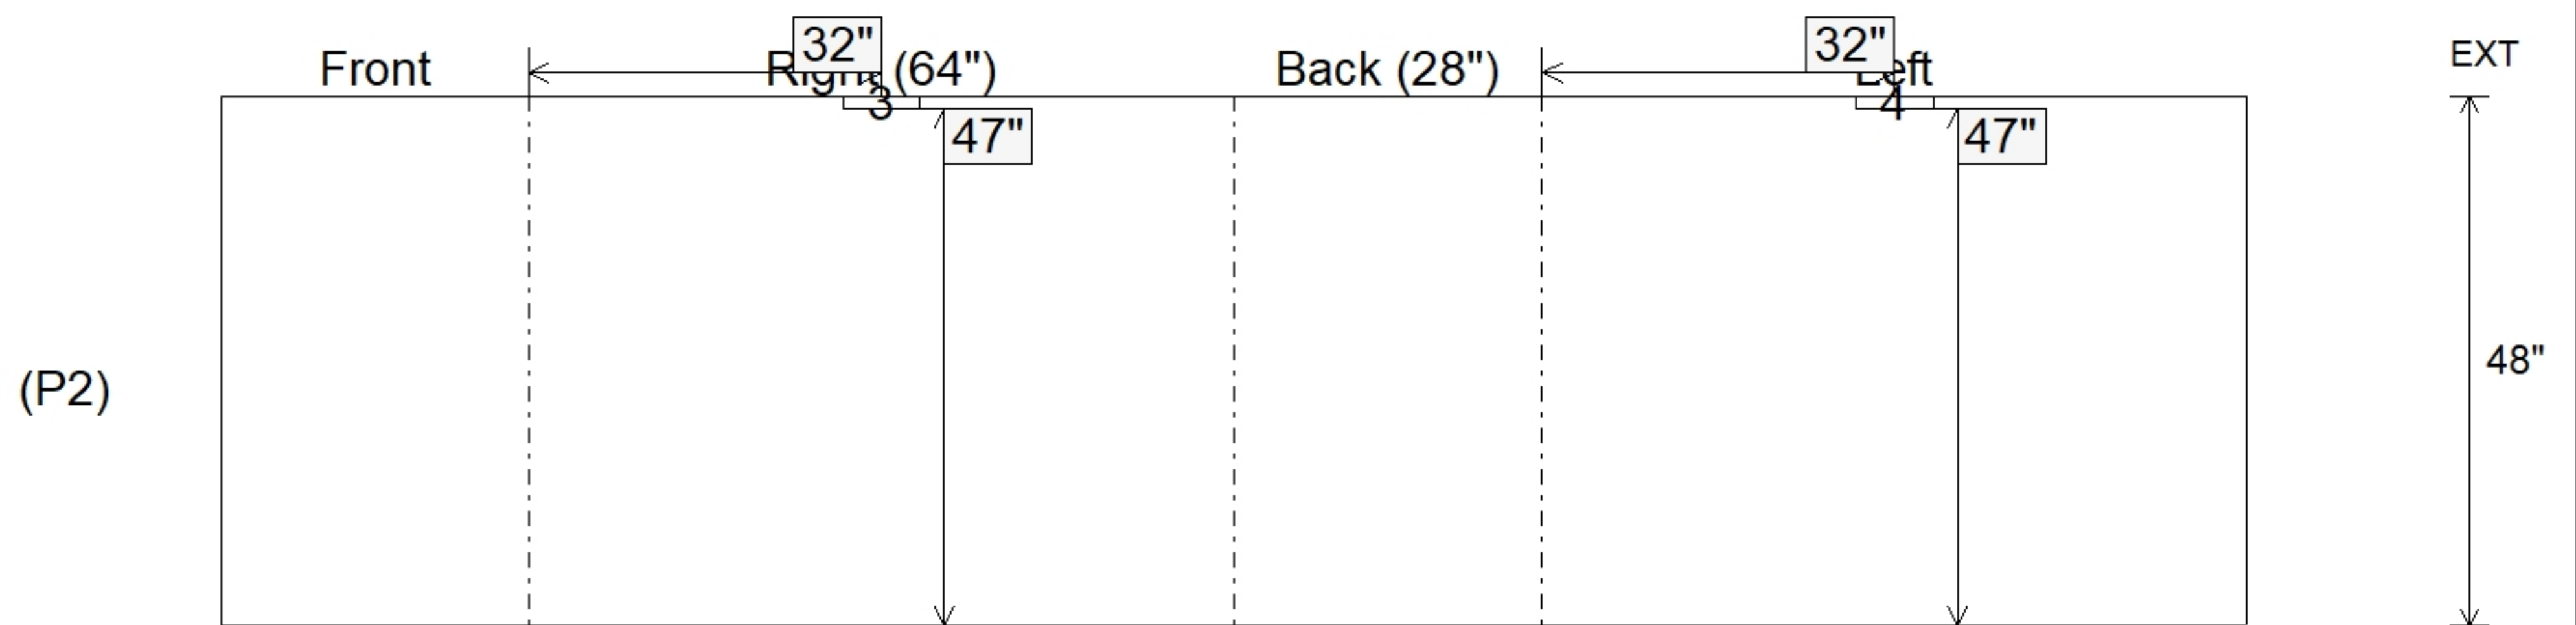 32"
32"
Front
Right (64")
Back (28")
Left
EXT
3
4
47"
47"
48"
(P2)